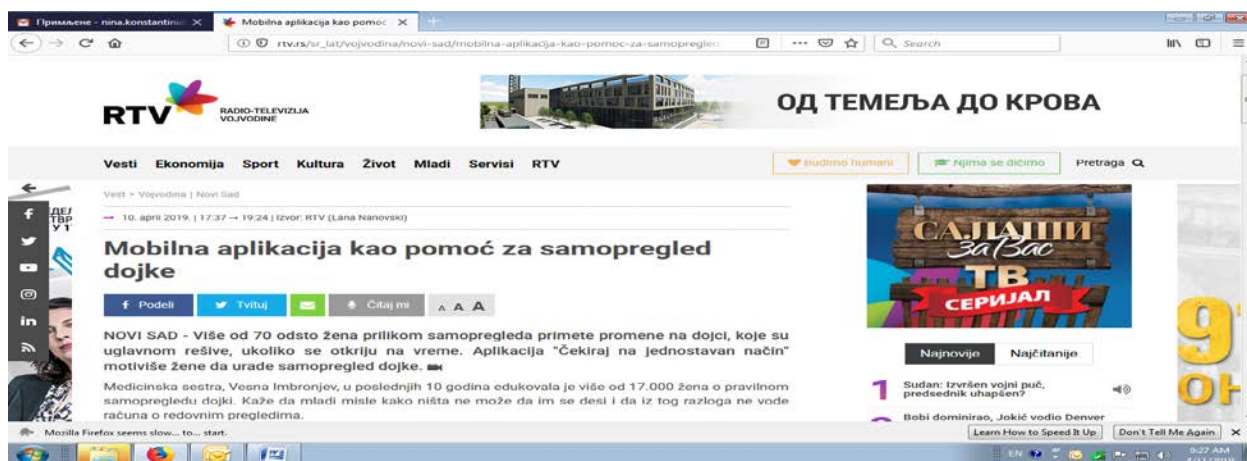 Примљене - nina.konstantin
Mobilna aplikacija kao pomoć
rtv.rs/sr_lat/vojvodina/novi-sad/mobilna-aplikacija-kao-pomoc-za-samopregled
Search
RTV
RADIO-TELEVIZIJA
VOJVODINE
ОД ТЕМЕЉА ДО КРОВА
Vesti Ekonomija Sport Kultura Život Mladi Servisi RTV
Budimo humani
Njima se dičimo
Pretraga
Vest > Vojvodina | Novi Sad
10. april 2019. | 17:37 → 19:24 | Izvor: RTV (Lana Nanovski)
Mobilna aplikacija kao pomoć za samopregled
dojke
Podeli
Tvituj
Čitaj mi
A A A
NOVI SAD - Više od 70 odsto žena prilikom samopregleda primete promene na dojci, koje su
uglavnom rešive, ukoliko se otkriju na vreme. Aplikacija "Čekiraj na jednostavan način"
motiviše žene da urade samopregled dojke.
Medicinska sestra, Vesna Imbronjev, u poslednjih 10 godina edukovala je više od 17.000 žena o pravilnom
samopregledu dojki. Kaže da mladi misle kako ništa ne može da im se desi i da iz tog razloga ne vode
računa o redovnim pregledima.
САЛАШИ
за Вас
ТВ
СЕРИЈАЛ
Najnovije
Najčitanije
1
Sudan: Izvršen vojni puč,
predsednik uhapšen?
Bobi dominirao, Jokić vodio Denver
Mozilla Firefox seems slow... to... start.
Learn How to Speed It Up
Don't Tell Me Again
EN
9:27 AM